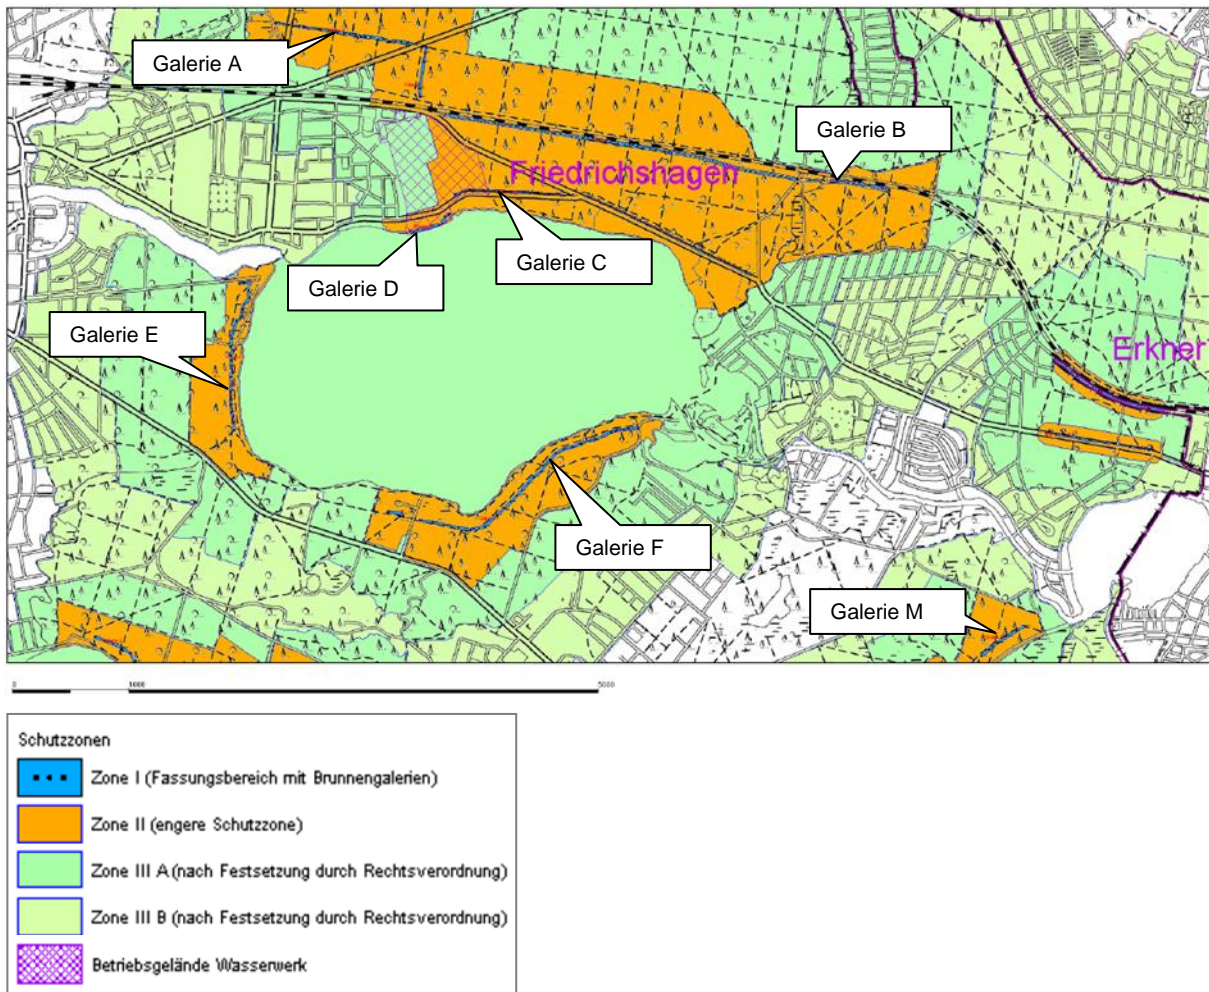 Galerie A
Galerie B
Friedrichshagen
Galerie C
Galerie D
Galerie E
Erkner
Galerie F
Galerie M
0 1000 5000
Schutzzonen
Zone I (Fassungsbereich mit Brunnengalerien)
Zone II (engere Schutzzone)
Zone III A (nach Festsetzung durch Rechtsverordnung)
Zone III B (nach Festsetzung durch Rechtsverordnung)
Betriebsgelände Wasserwerk